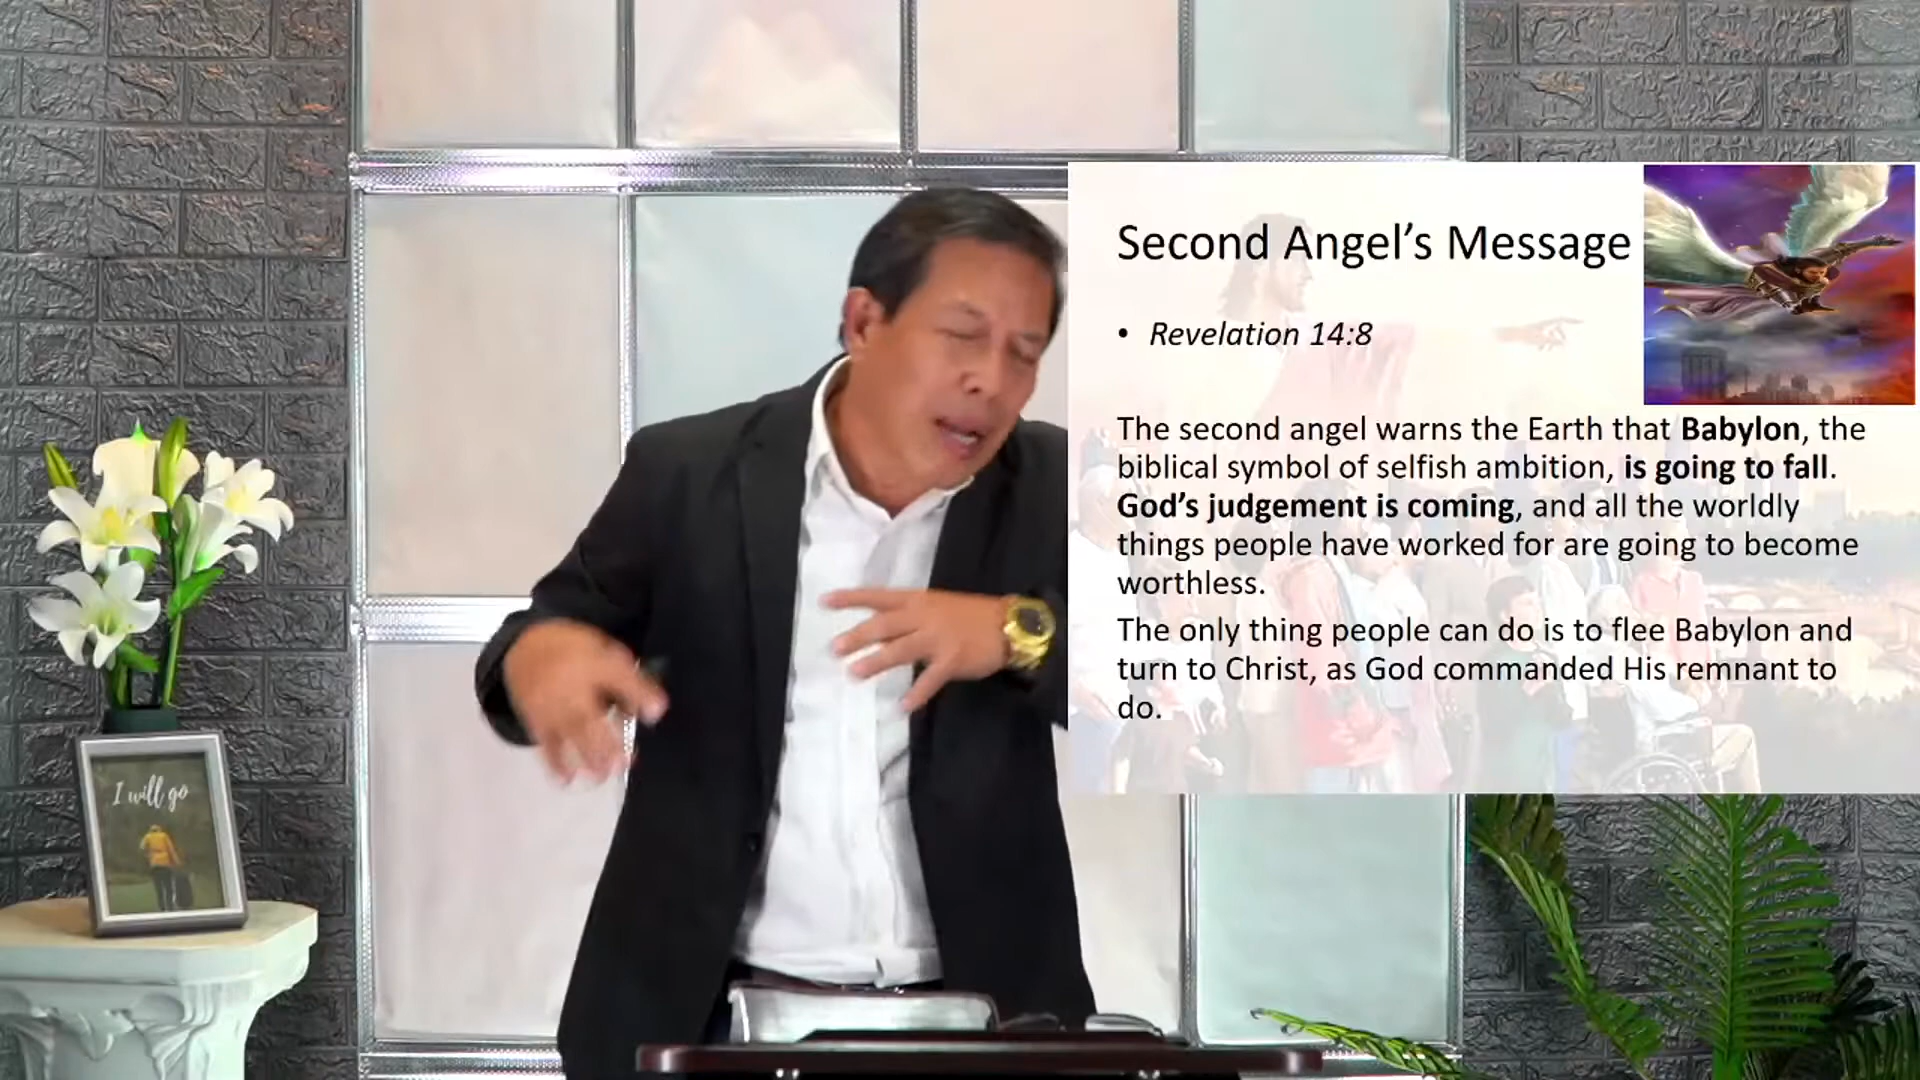 Second Angel’s Message
• Revelation 14:8
The second angel warns the Earth that Babylon, the
biblical symbol of selfish ambition, is going to fall.
God’s judgement is coming, and all the worldly
things people have worked for are going to become
worthless.
The only thing people can do is to flee Babylon and
turn to Christ, as God commanded His remnant to
do.
I will go